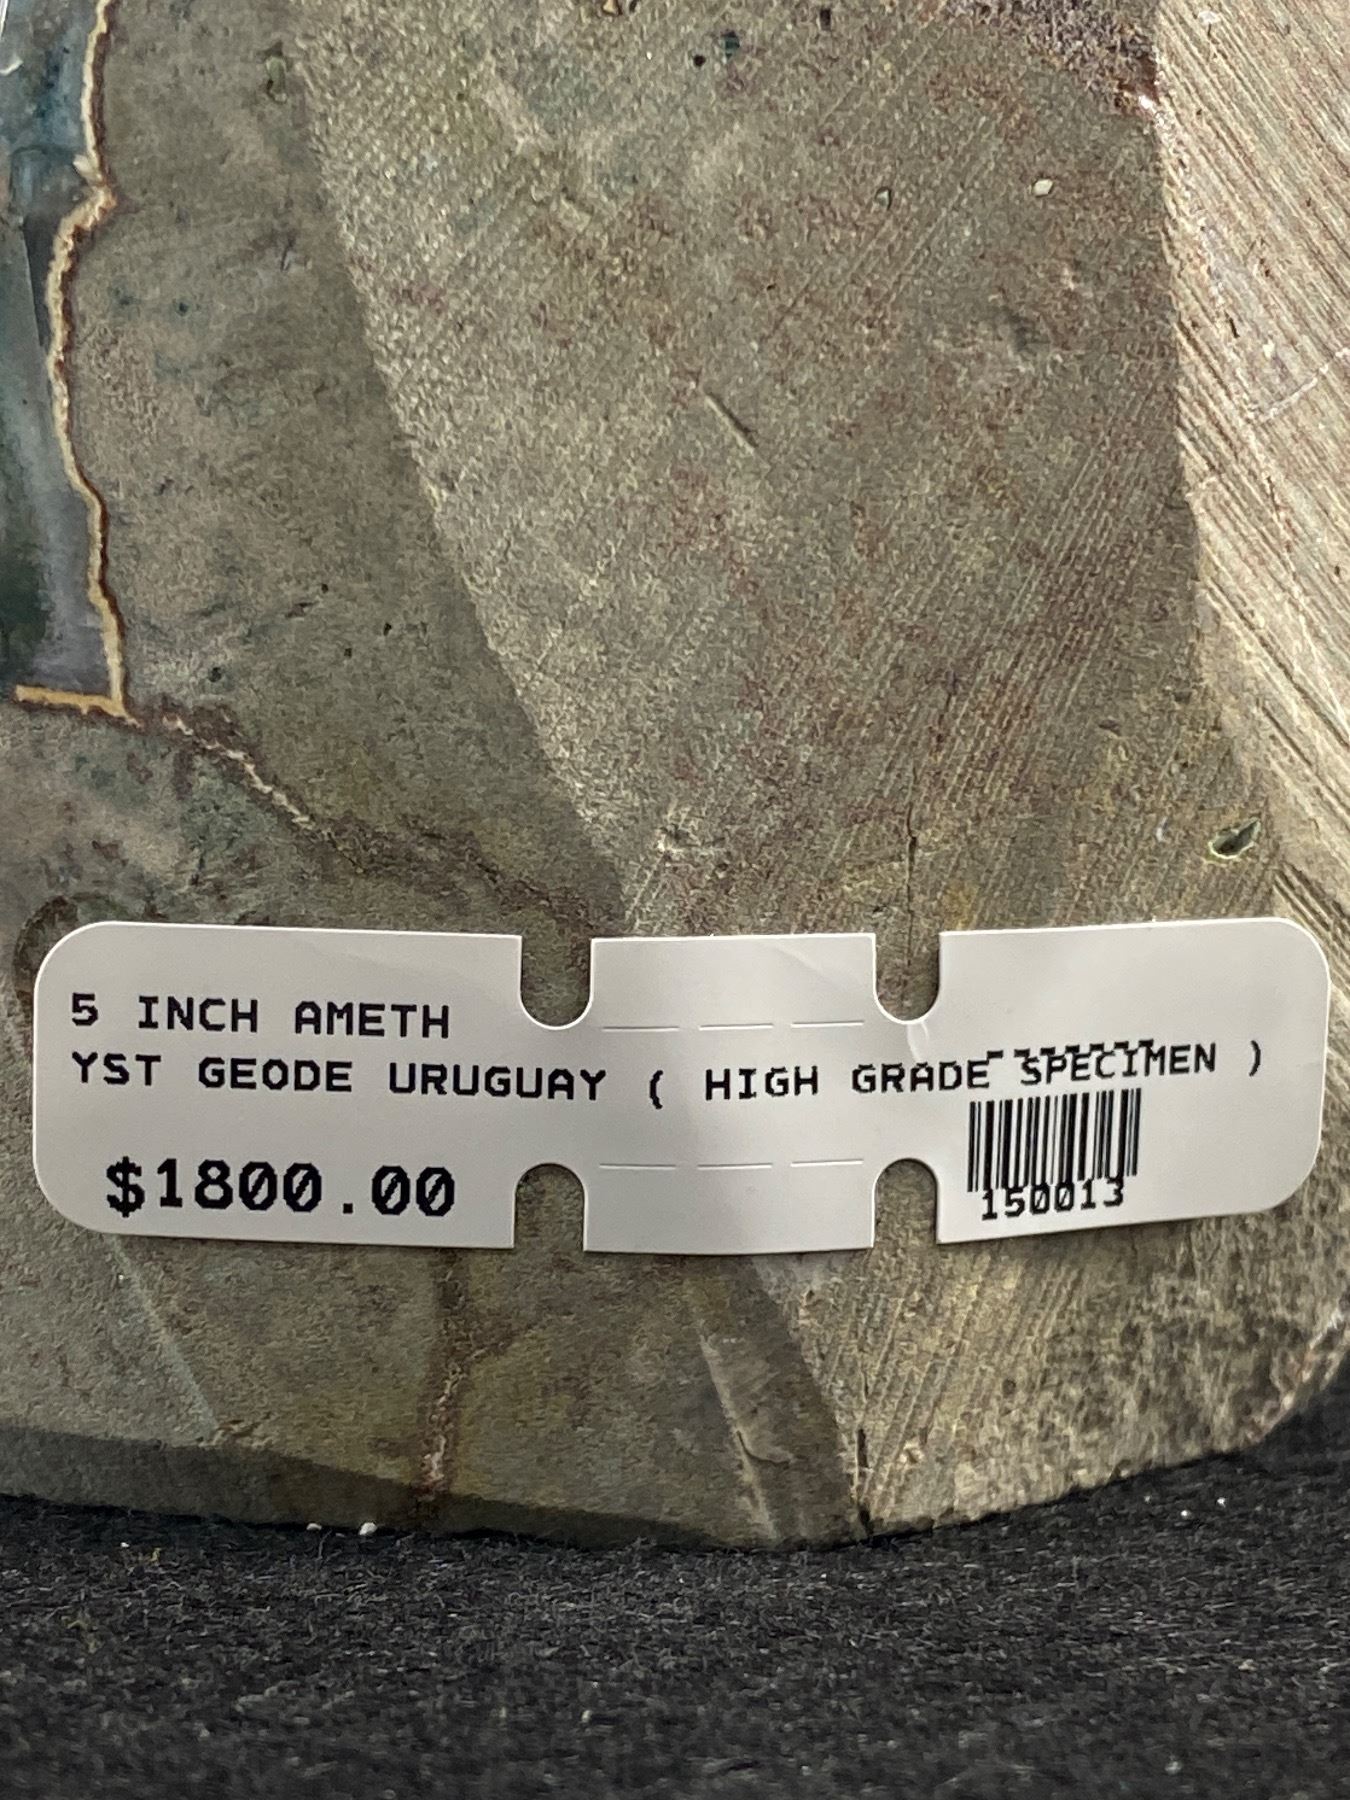 5 INCH AMETH
YST GEODE URUGUAY ( HIGH GRADE SPECIMEN )
$1800.00
150013